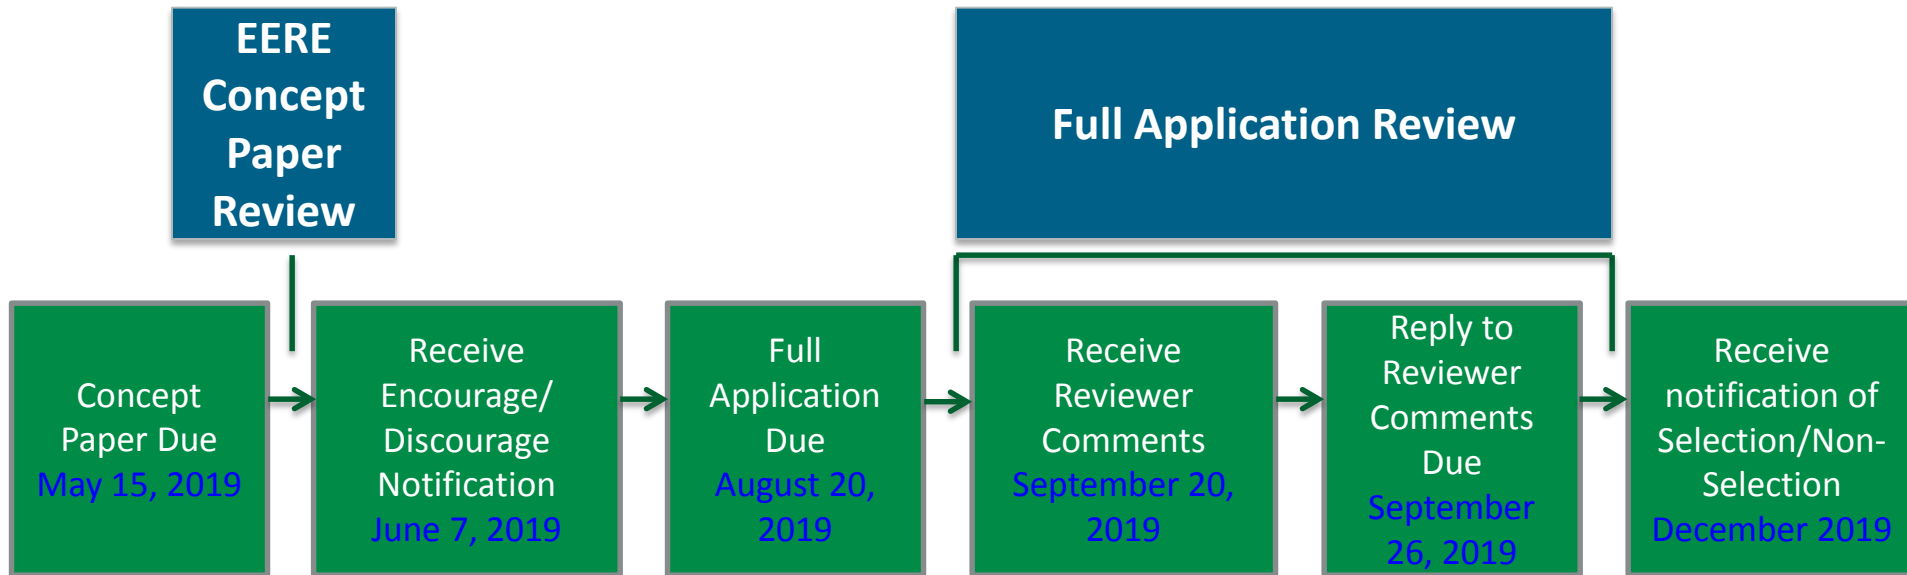 EERE
Concept
Paper
Review
Full Application Review
Concept
Paper Due
May 15, 2019
Receive
Encourage/
Discourage
Notification
June 7, 2019
Full
Application
Due
August 20,
2019
Receive
Reviewer
Comments
September 20,
2019
Reply to
Reviewer
Comments
Due
September
26, 2019
Receive
notification of
Selection/Non-
Selection
December 2019